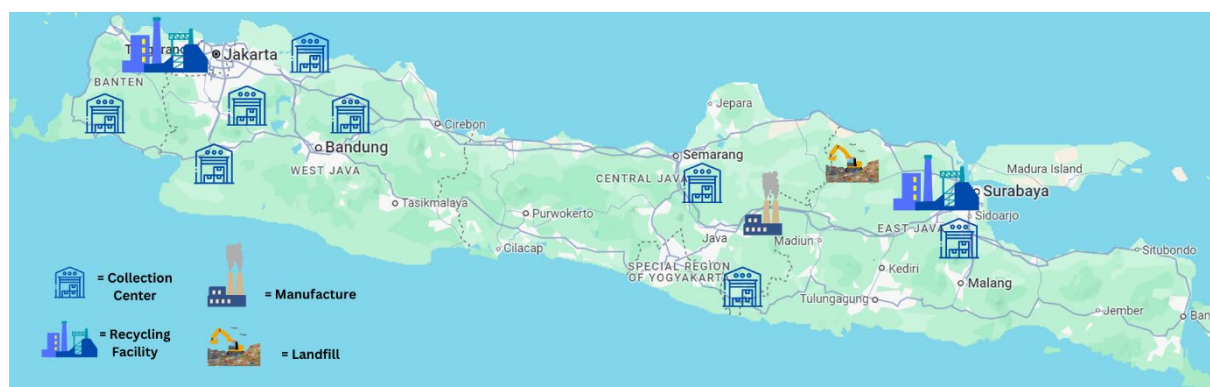 Jakarta
BANTEN
Cirebon
Bandung
WEST JAVA
Tasikmalaya
Jepara
Semarang
CENTRAL JAVA
Purwokerto
Cilacap
Java
SPECIAL REGION
OF YOGYAKARTA
Madura Island
Surabaya
Sidoarjo
EAST JAVA
Madiun
Kediri
Malang
Tulungagung
Situbondo
Jember
Ban
= Collection
Center
= Manufacture
= Recycling
Facility
= Landfill